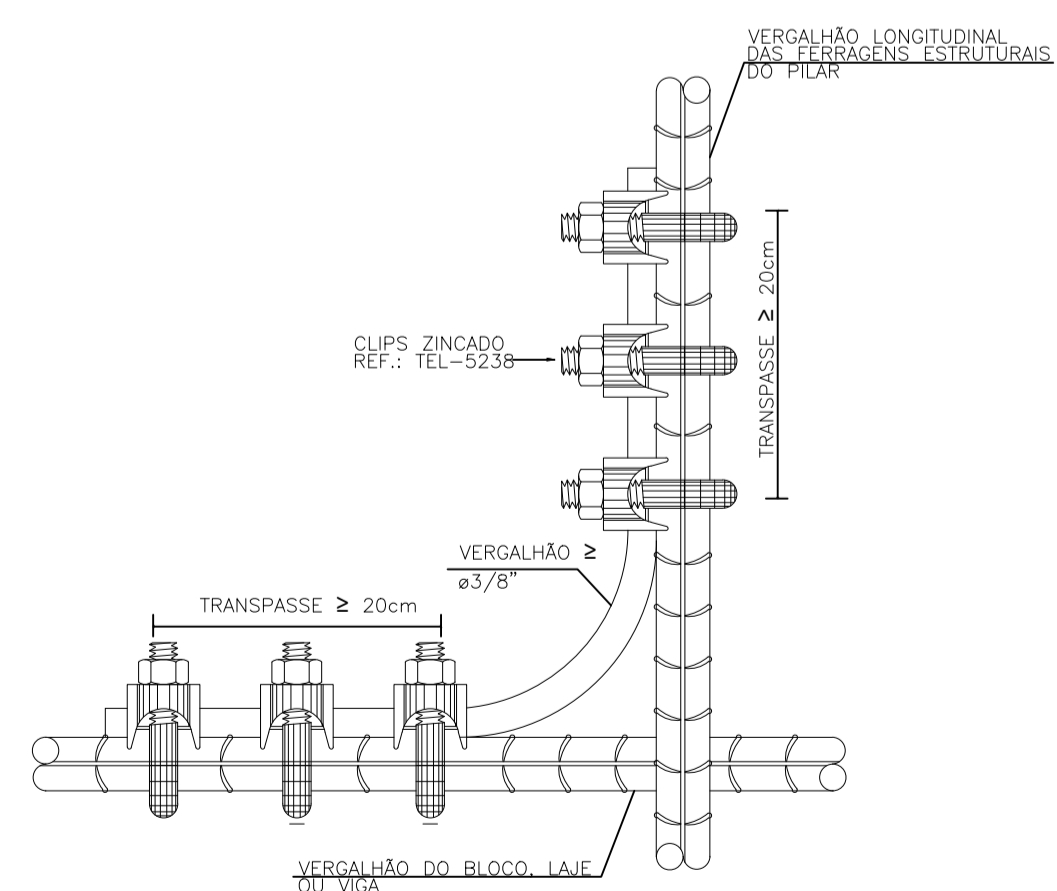 VERGALHÃO LONGITUDINAL
DAS FERRAGENS ESTRUTURAIS
DO PILAR
TRANSPASSE ≥ 20cm
CLIPS ZINCADO
REF.: TEL-5238
VERGALHÃO ≥
ø3/8"
TRANSPASSE ≥ 20cm
VERGALHÃO DO BLOCO, LAJE
OU VIGA